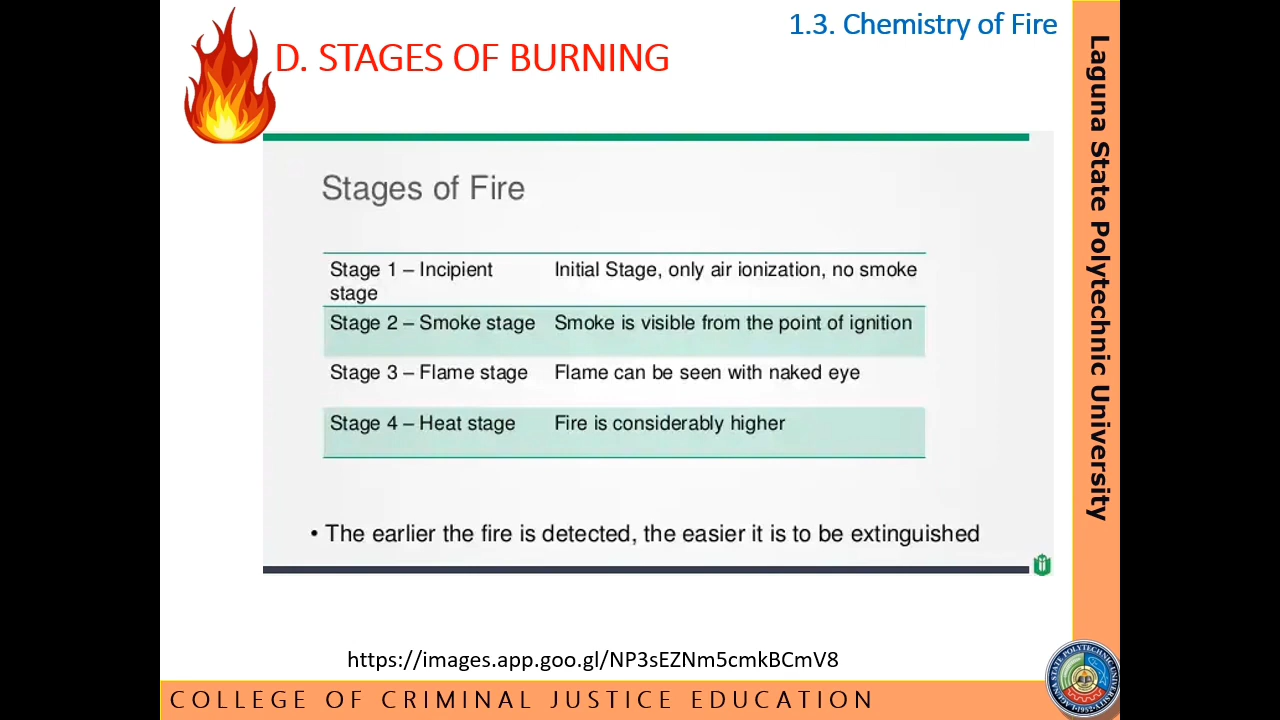 1.3. Chemistry of Fire
D. STAGES OF BURNING
Stages of Fire
Stage 1 – Incipient
stage
Initial Stage, only air ionization, no smoke
Stage 2 – Smoke stage
Smoke is visible from the point of ignition
Stage 3 – Flame stage
Flame can be seen with naked eye
Stage 4 – Heat stage
Fire is considerably higher
• The earlier the fire is detected, the easier it is to be extinguished
https://images.app.goo.gl/NP3sEZNm5cmkBCmV8
COLLEGE OF CRIMINAL JUSTICE EDUCATION
Laguna State Polytechnic University